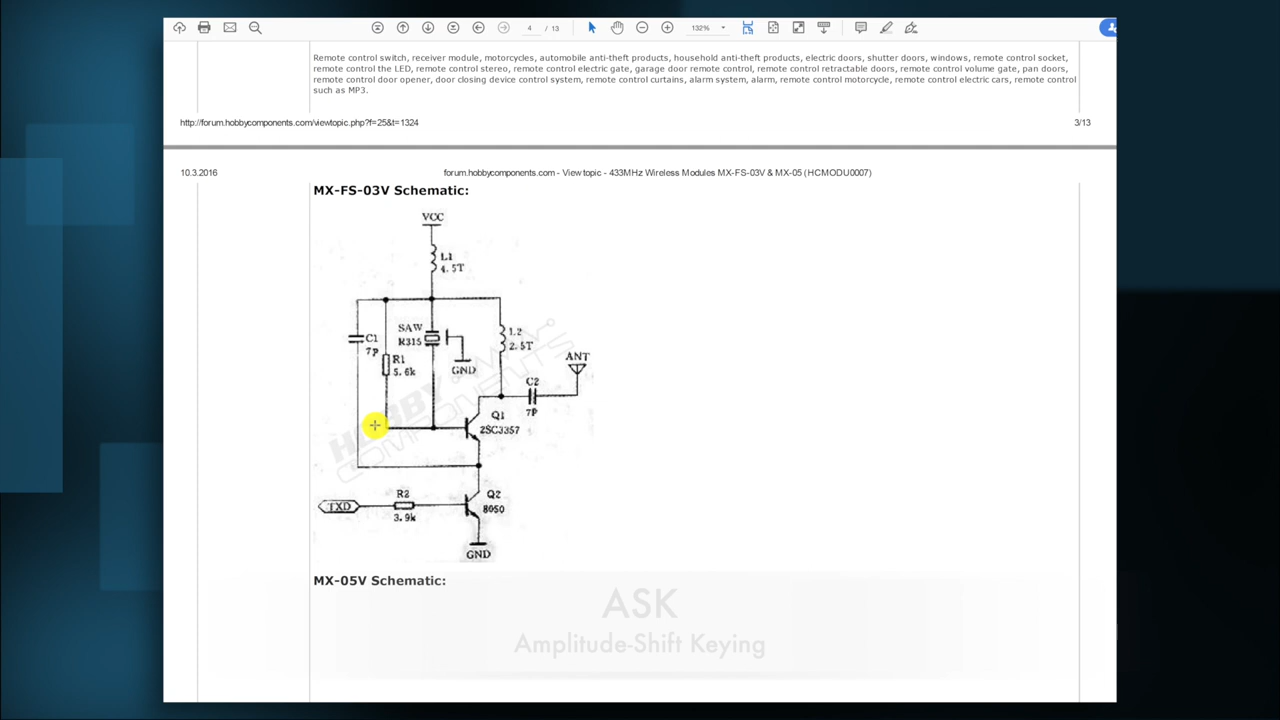 4 / 13
132%
Remote control switch, receiver module, motorcycles, automobile anti-theft products, household anti-theft products, electric doors, shutter doors, windows, remote control socket,
remote control the LED, remote control stereo, remote control electric gate, garage door remote control, remote control retractable doors, remote control volume gate, pan doors,
remote control door opener, door closing device control system, remote control curtains, alarm system, alarm, remote control motorcycle, remote control electric cars, remote control
such as MP3.
http://forum.hobbycomponents.com/viewtopic.php?f=25&t=1324
3/13
10.3.2016
forum.hobbycomponents.com - View topic - 433MHz Wireless Modules MX-FS-03V & MX-05 (HCMODU0007)
MX-FS-03V Schematic:
VCC
L1
4.5T
SAW
R315
C1
7P
R1
5.6k
GND
L2
2.5T
ANT
C2
7P
Q1
2SC3357
HOBBY
COMPONENTS
TXD
R2
3.9k
Q2
8050
GND
MX-05V Schematic:
ASK
Amplitude-Shift Keying